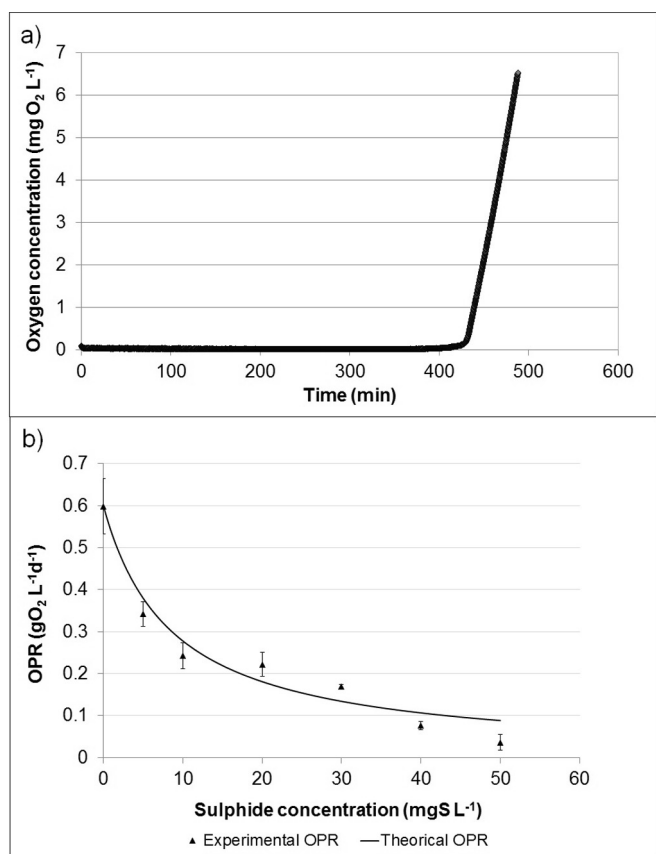 a)
Oxygen concentration (mg O₂ L⁻¹)
7
6
5
4
3
2
1
0
0 100 200 300 400 500 600
Time (min)
b)
OPR (gO₂ L⁻¹d⁻¹)
0.7
0.6
0.5
0.4
0.3
0.2
0.1
0
0 10 20 30 40 50 60
Sulphide concentration (mgS L⁻¹)
▲ Experimental OPR — Theorical OPR